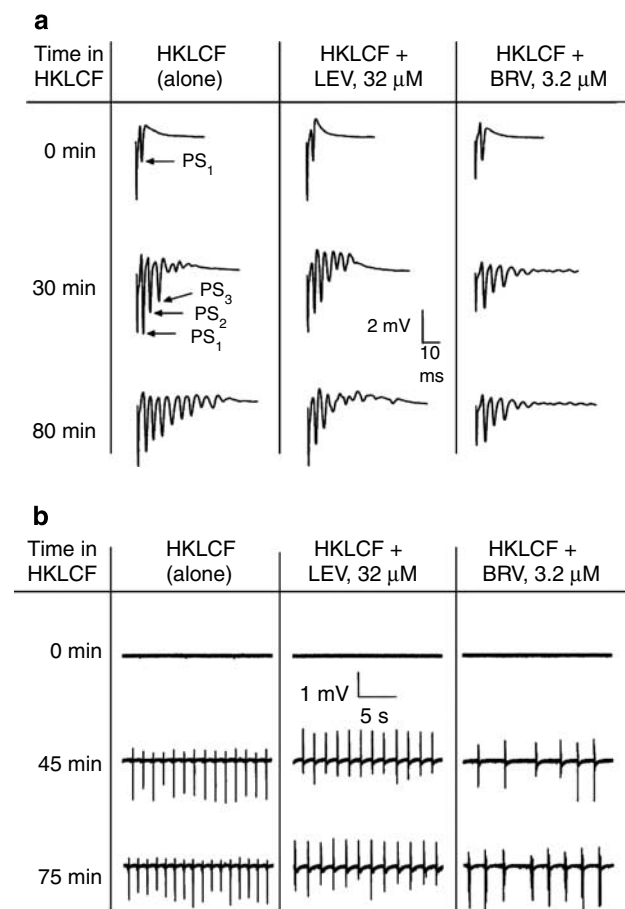 a
Time in HKLCF
HKLCF (alone)
HKLCF + LEV, 32 μM
HKLCF + BRV, 3.2 μM
0 min
PS1
30 min
PS3
PS2
PS1
2 mV
10 ms
80 min
b
Time in HKLCF
HKLCF (alone)
HKLCF + LEV, 32 μM
HKLCF + BRV, 3.2 μM
0 min
1 mV
5 s
45 min
75 min